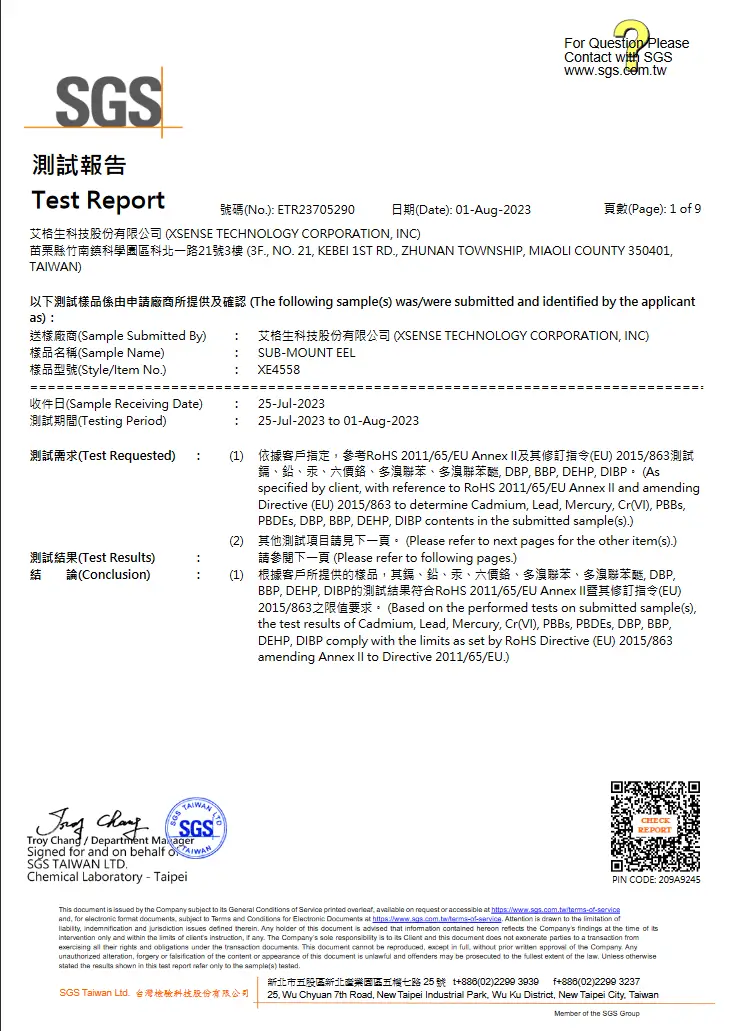 For Question Please
Contact with SGS
www.sgs.com.tw
SGS
測試報告
Test Report
號碼(No.): ETR23705290 日期(Date): 01-Aug-2023 頁數(Page): 1 of 9
艾格生科技股份有限公司 (XSENSE TECHNOLOGY CORPORATION, INC)
苗栗縣竹南鎮科學園區科北一路21號3樓 (3F., NO. 21, KEBEI 1ST RD., ZHUNAN TOWNSHIP, MIAOLI COUNTY 350401,
TAIWAN)
以下測試樣品係由申請廠商所提供及確認 (The following sample(s) was/were submitted and identified by the applicant
as)：
送樣廠商(Sample Submitted By) : 艾格生科技股份有限公司 (XSENSE TECHNOLOGY CORPORATION, INC)
樣品名稱(Sample Name) : SUB-MOUNT EEL
樣品型號(Style/Item No.) : XE4558
收件日(Sample Receiving Date) : 25-Jul-2023
測試期間(Testing Period) : 25-Jul-2023 to 01-Aug-2023
測試需求(Test Requested) : (1) 依據客戶指定，參考RoHS 2011/65/EU Annex II及其修訂指令(EU) 2015/863測試
鎘、鉛、汞、六價鉻、多溴聯苯、多溴聯苯醚, DBP, BBP, DEHP, DIBP。 (As
specified by client, with reference to RoHS 2011/65/EU Annex II and amending
Directive (EU) 2015/863 to determine Cadmium, Lead, Mercury, Cr(VI), PBBs,
PBDEs, DBP, BBP, DEHP, DIBP contents in the submitted sample(s).)
(2) 其他測試項目請見下一頁。 (Please refer to next pages for the other item(s).)
測試結果(Test Results) : 請參閱下一頁 (Please refer to following pages.)
結 論(Conclusion) : (1) 根據客戶所提供的樣品，其鎘、鉛、汞、六價鉻、多溴聯苯、多溴聯苯醚, DBP,
BBP, DEHP, DIBP的測試結果符合RoHS 2011/65/EU Annex II暨其修訂指令(EU)
2015/863之限值要求。 (Based on the performed tests on submitted sample(s),
the test results of Cadmium, Lead, Mercury, Cr(VI), PBBs, PBDEs, DBP, BBP,
DEHP, DIBP comply with the limits as set by RoHS Directive (EU) 2015/863
amending Annex II to Directive 2011/65/EU.)
Troy Chang
SGS TAIWAN LTD
SGS
TAIWAN
Troy Chang / Department Manager
Signed for and on behalf of
SGS TAIWAN LTD.
Chemical Laboratory - Taipei
CHECK
REPORT
PIN CODE: 209A9245
This document is issued by the Company subject to its General Conditions of Service printed overleaf, available on request or accessible at https://www.sgs.com.tw/terms-of-service
and, for electronic format documents, subject to Terms and Conditions for Electronic Documents at https://www.sgs.com.tw/terms-of-service. Attention is drawn to the limitation of
liability, indemnification and jurisdiction issues defined therein. Any holder of this document is advised that information contained hereon reflects the Company's findings at the time of its
intervention only and within the limits of client's instruction, if any. The Company's sole responsibility is to its Client and this document does not exonerate parties to a transaction from
exercising all their rights and obligations under the transaction documents. This document cannot be reproduced, except in full, without prior written approval of the Company. Any
unauthorized alteration, forgery or falsification of the content or appearance of this document is unlawful and offenders may be prosecuted to the fullest extent of the law. Unless otherwise
stated the results shown in this test report refer only to the sample(s) tested.
SGS Taiwan Ltd. 台灣檢驗科技股份有限公司
新北市五股區新北產業園區五權七路 25 號 t+886(02)2299 3939 f+886(02)2299 3237
25, Wu Chyuan 7th Road, New Taipei Industrial Park, Wu Ku District, New Taipei City, Taiwan
Member of the SGS Group